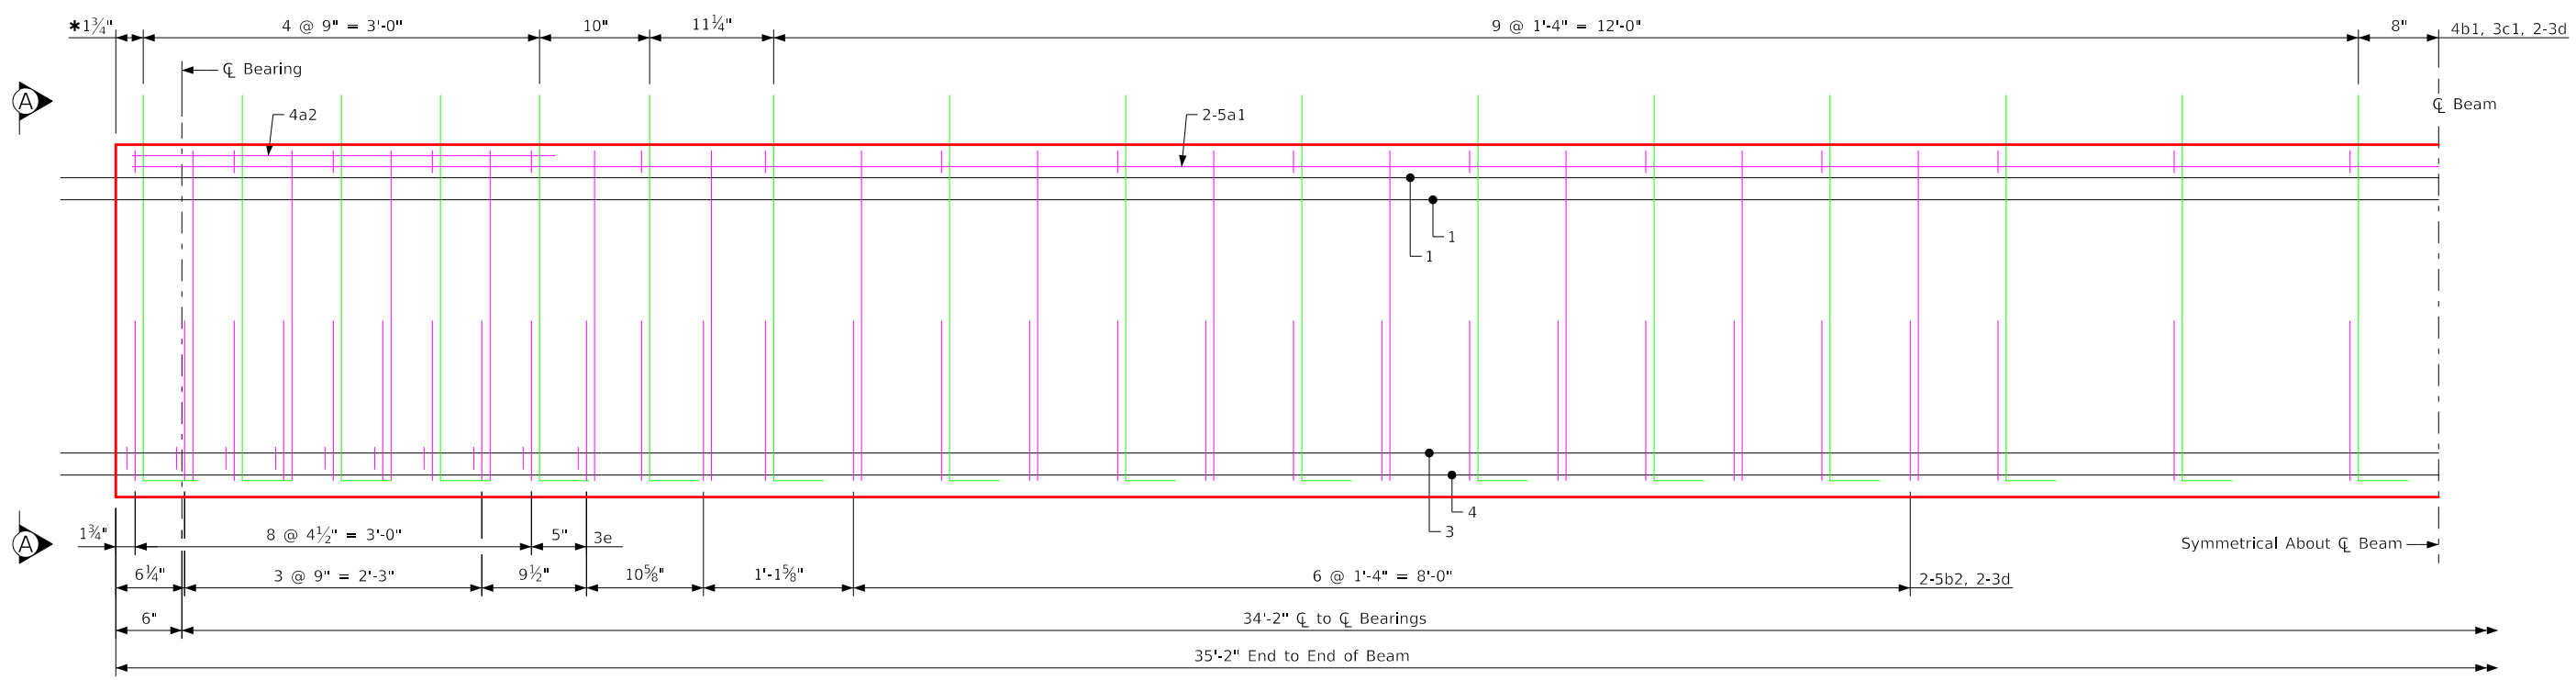 ✱1¾" 4 @ 9" = 3'-0" 10" 11¼" 9 @ 1'-4" = 12'-0" 8" 4b1, 3c1, 2-3d
℄ Bearing
A
℄ Beam
4a2 2-5a1
1
1
4
3
1¾" 8 @ 4½" = 3'-0" 5" 3e
A
Symmetrical About ℄ Beam
6¼" 3 @ 9" = 2'-3" 9½" 10⅝" 1'-1⅝" 6 @ 1'-4" = 8'-0" 2-5b2, 2-3d
6" 34'-2" ℄ to ℄ Bearings
35'-2" End to End of Beam